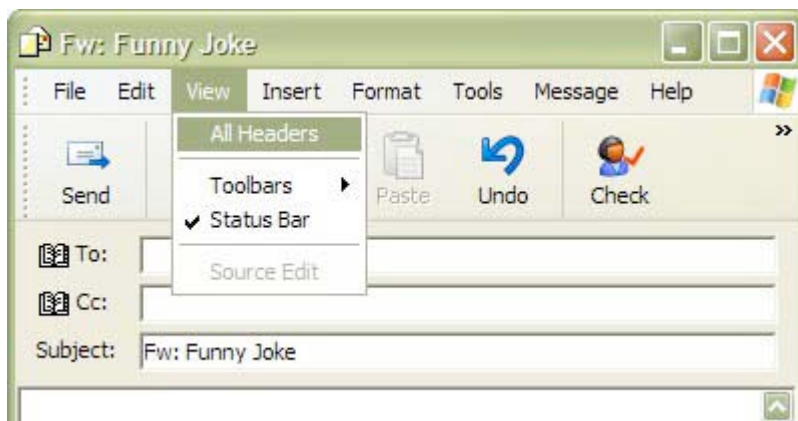 Fw: Funny Joke
File Edit View Insert Format Tools Message Help
All Headers
Toolbars
Status Bar
Source Edit
Send Paste Undo Check
To:
Cc:
Subject: Fw: Funny Joke